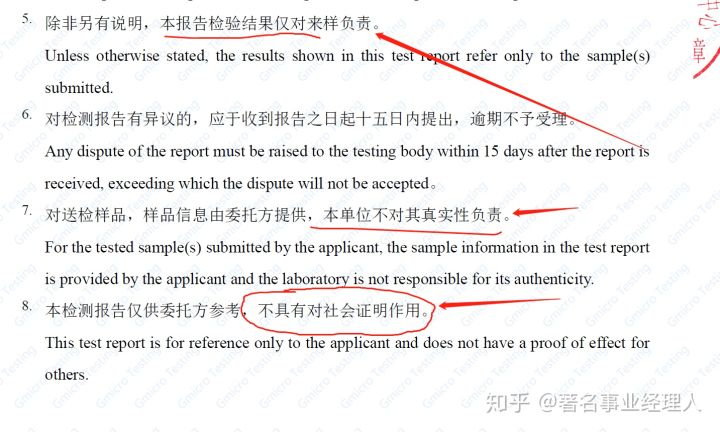 5. 除非另有说明，本报告检验结果仅对来样负责。
Unless otherwise stated, the results shown in this test report refer only to the sample(s)
submitted.
6. 对检测报告有异议的，应于收到报告之日起十五日内提出，逾期不予受理。
Any dispute of the report must be raised to the testing body within 15 days after the report is
received, exceeding which the dispute will not be accepted。
7. 对送检样品，样品信息由委托方提供，本单位不对其真实性负责。
For the tested sample(s) submitted by the applicant, the sample information in the test report
is provided by the applicant and the laboratory is not responsible for its authenticity.
8. 本检测报告仅供委托方参考，不具有对社会证明作用。
This test report is for reference only to the applicant and does not have a proof of effect for
others.
章
Gmicro Testing
知乎 @著名事业经理人